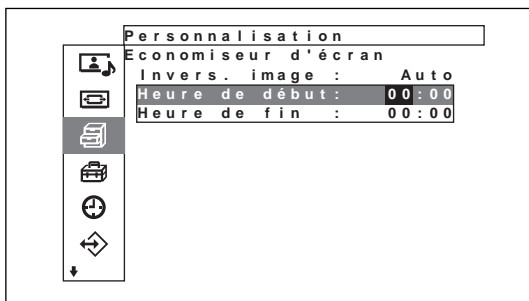 Personnalisation
Economiseur d'écran
Invers. image : Auto
Heure de début: 00:00
Heure de fin : 00:00